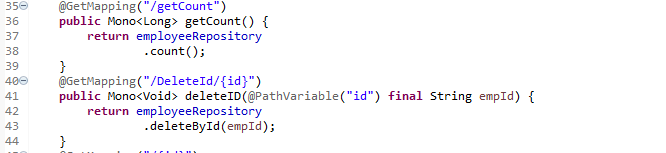 35 @GetMapping("/getCount")
36 public Mono<Long> getCount() {
37 return employeeRepository
38 .count();
39 }
40 @GetMapping("/DeleteId/{id}")
41 public Mono<Void> deleteID(@PathVariable("id") final String empId) {
42 return employeeRepository
43 .deleteById(empId);
44 }